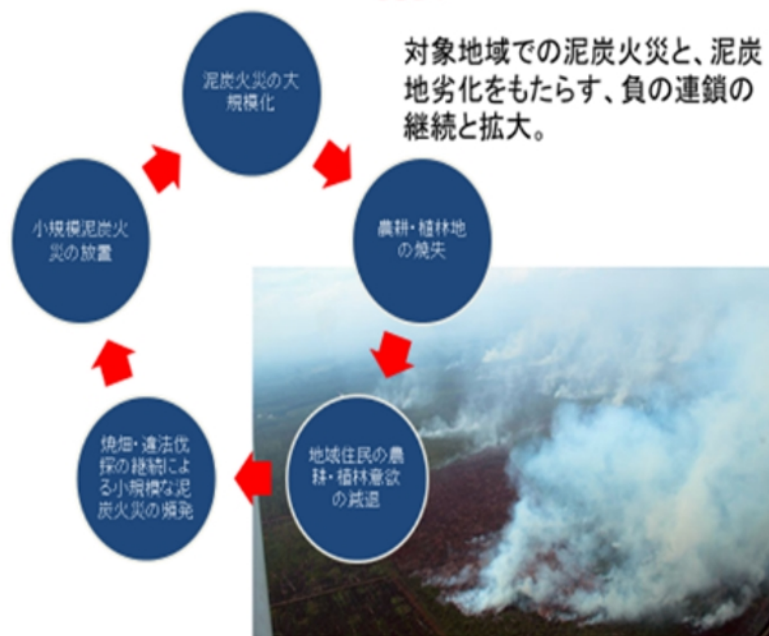 対象地域での泥炭火災と、泥炭
地劣化をもたらす、負の連鎖の
継続と拡大。
泥炭火災の大
規模化
農耕・植林地
の焼失
地域住民の農
耕・植林意欲
の減退
焼畑・違法伐
採の継続によ
る小規模な泥
炭火災の頻発
小規模泥炭火
災の放置